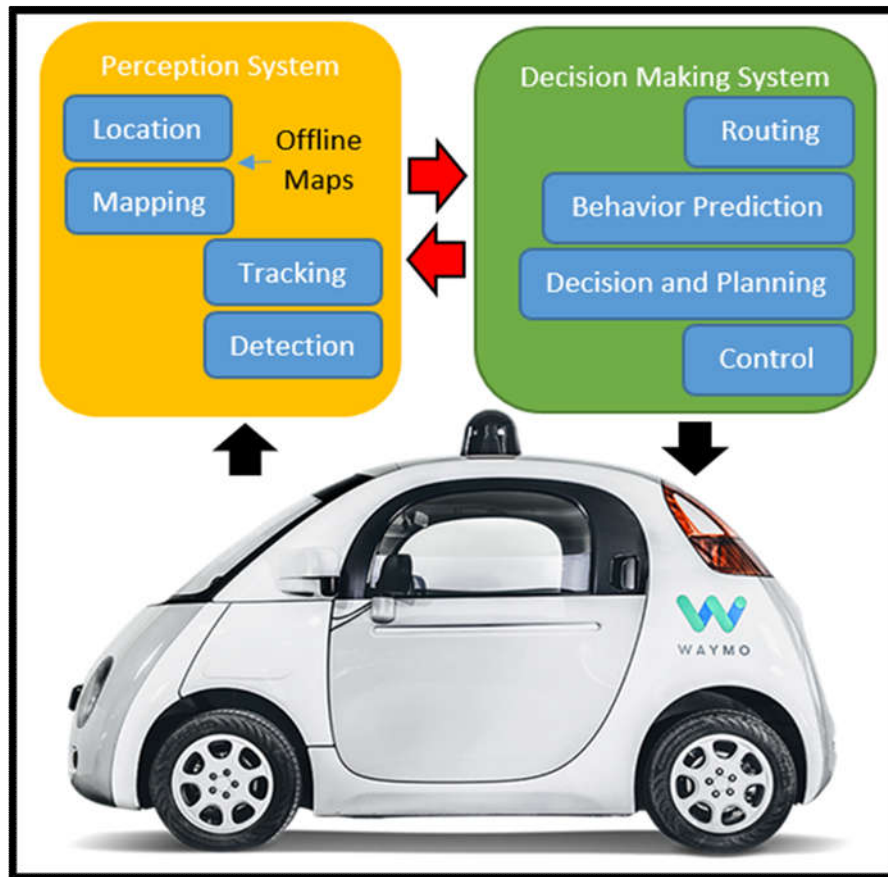 Perception System
Location
Offline
Maps
Mapping
Tracking
Detection
Decision Making System
Routing
Behavior Prediction
Decision and Planning
Control
WAYMO